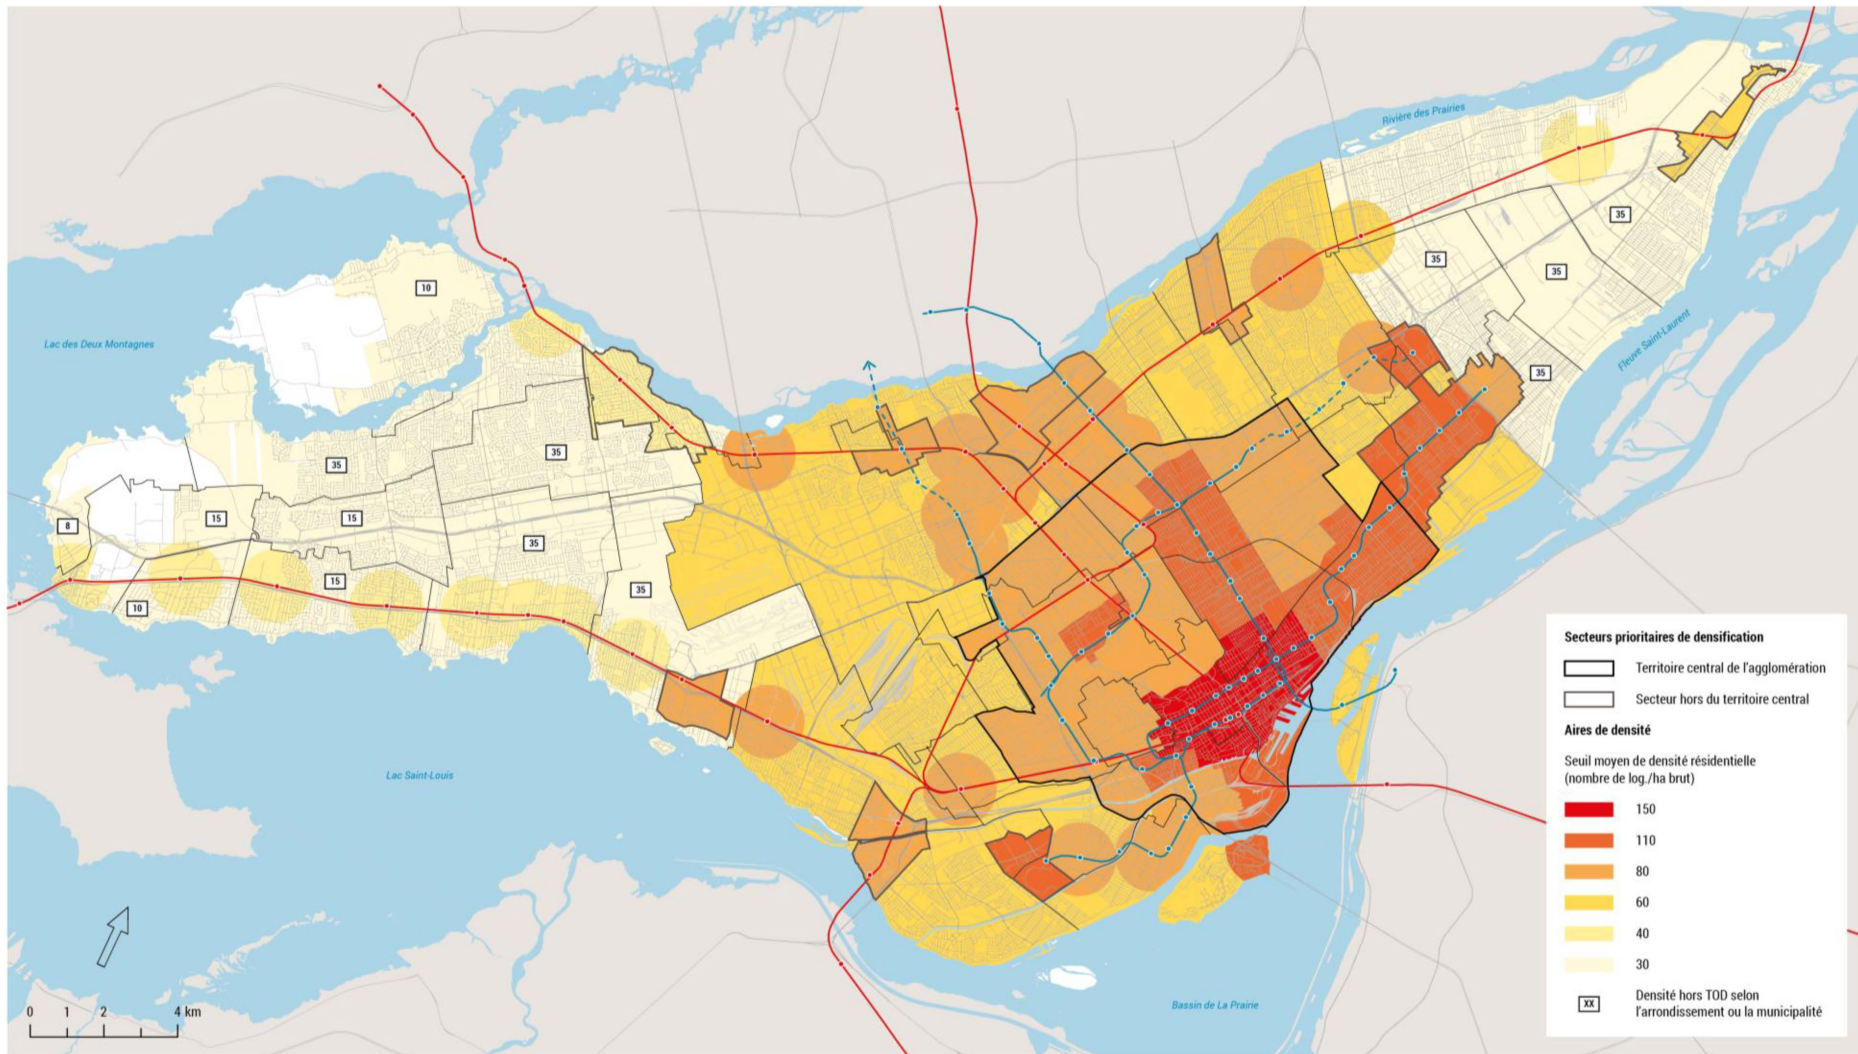 Rivière des Prairies
35
35
35
10
Lac des Deux Montagnes
Fleuve Saint-Laurent
35
35
35
15
15
8
35
15
35
10
Lac Saint-Louis
Bassin de La Prairie
0 1 2 4 km
Secteurs prioritaires de densification
Territoire central de l'agglomération
Secteur hors du territoire central
Aires de densité
Seuil moyen de densité résidentielle
(nombre de log./ha brut)
150
110
80
60
40
30
XX
Densité hors TOD selon
l'arrondissement ou la municipalité